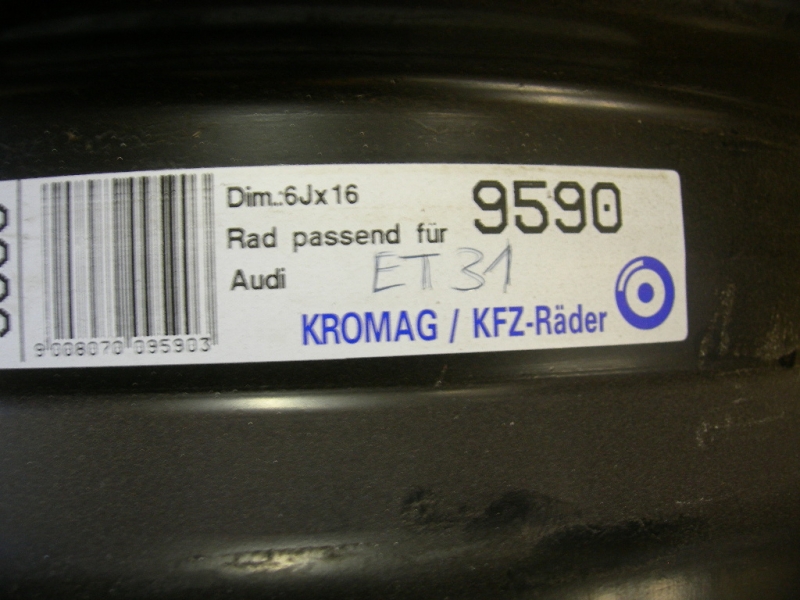 Dim.:6Jx16
9590
Rad passend für
Audi
ET 31
KROMAG / KFZ-Räder
9 008070 095903